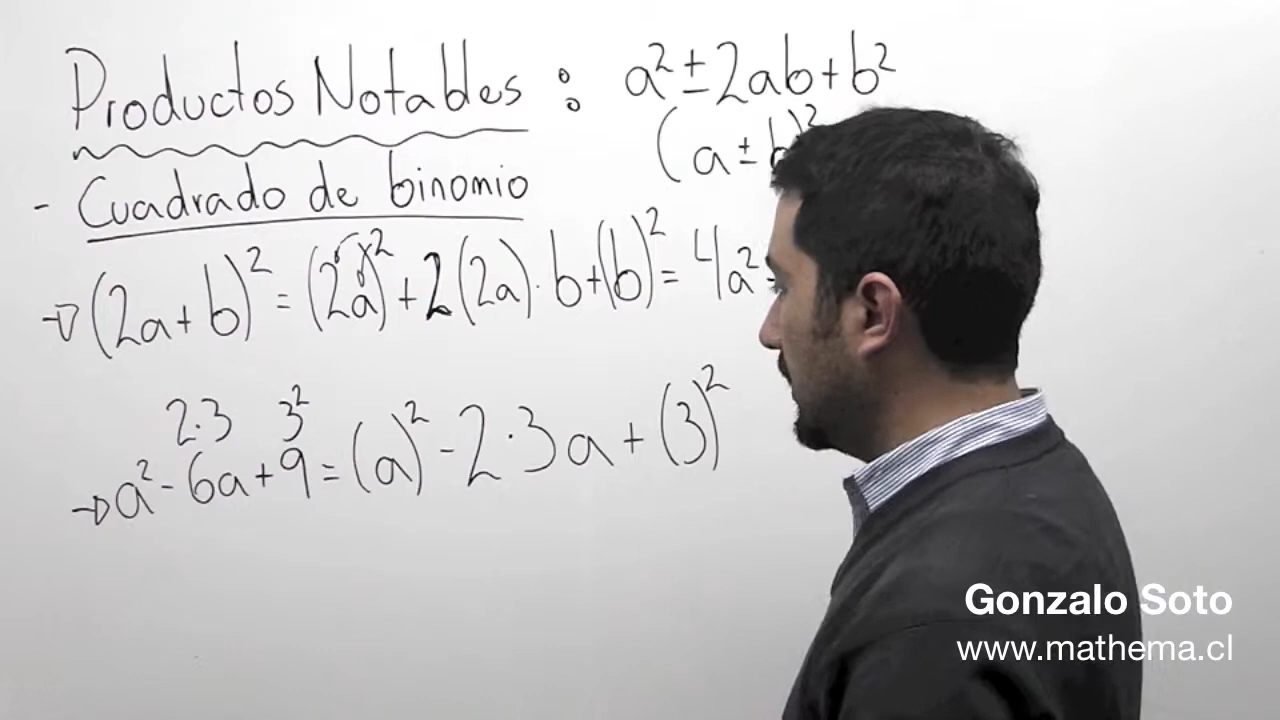 Productos Notables : a² ± 2ab + b²
(a ± b)²
- Cuadrado de binomio
→ (2a + b)² = (2a)² + 2(2a)·b + (b)² = 4a²
2·3 3²
→ a² - 6a + 9 = (a)² - 2·3a + (3)²
Gonzalo Soto
www.mathema.cl